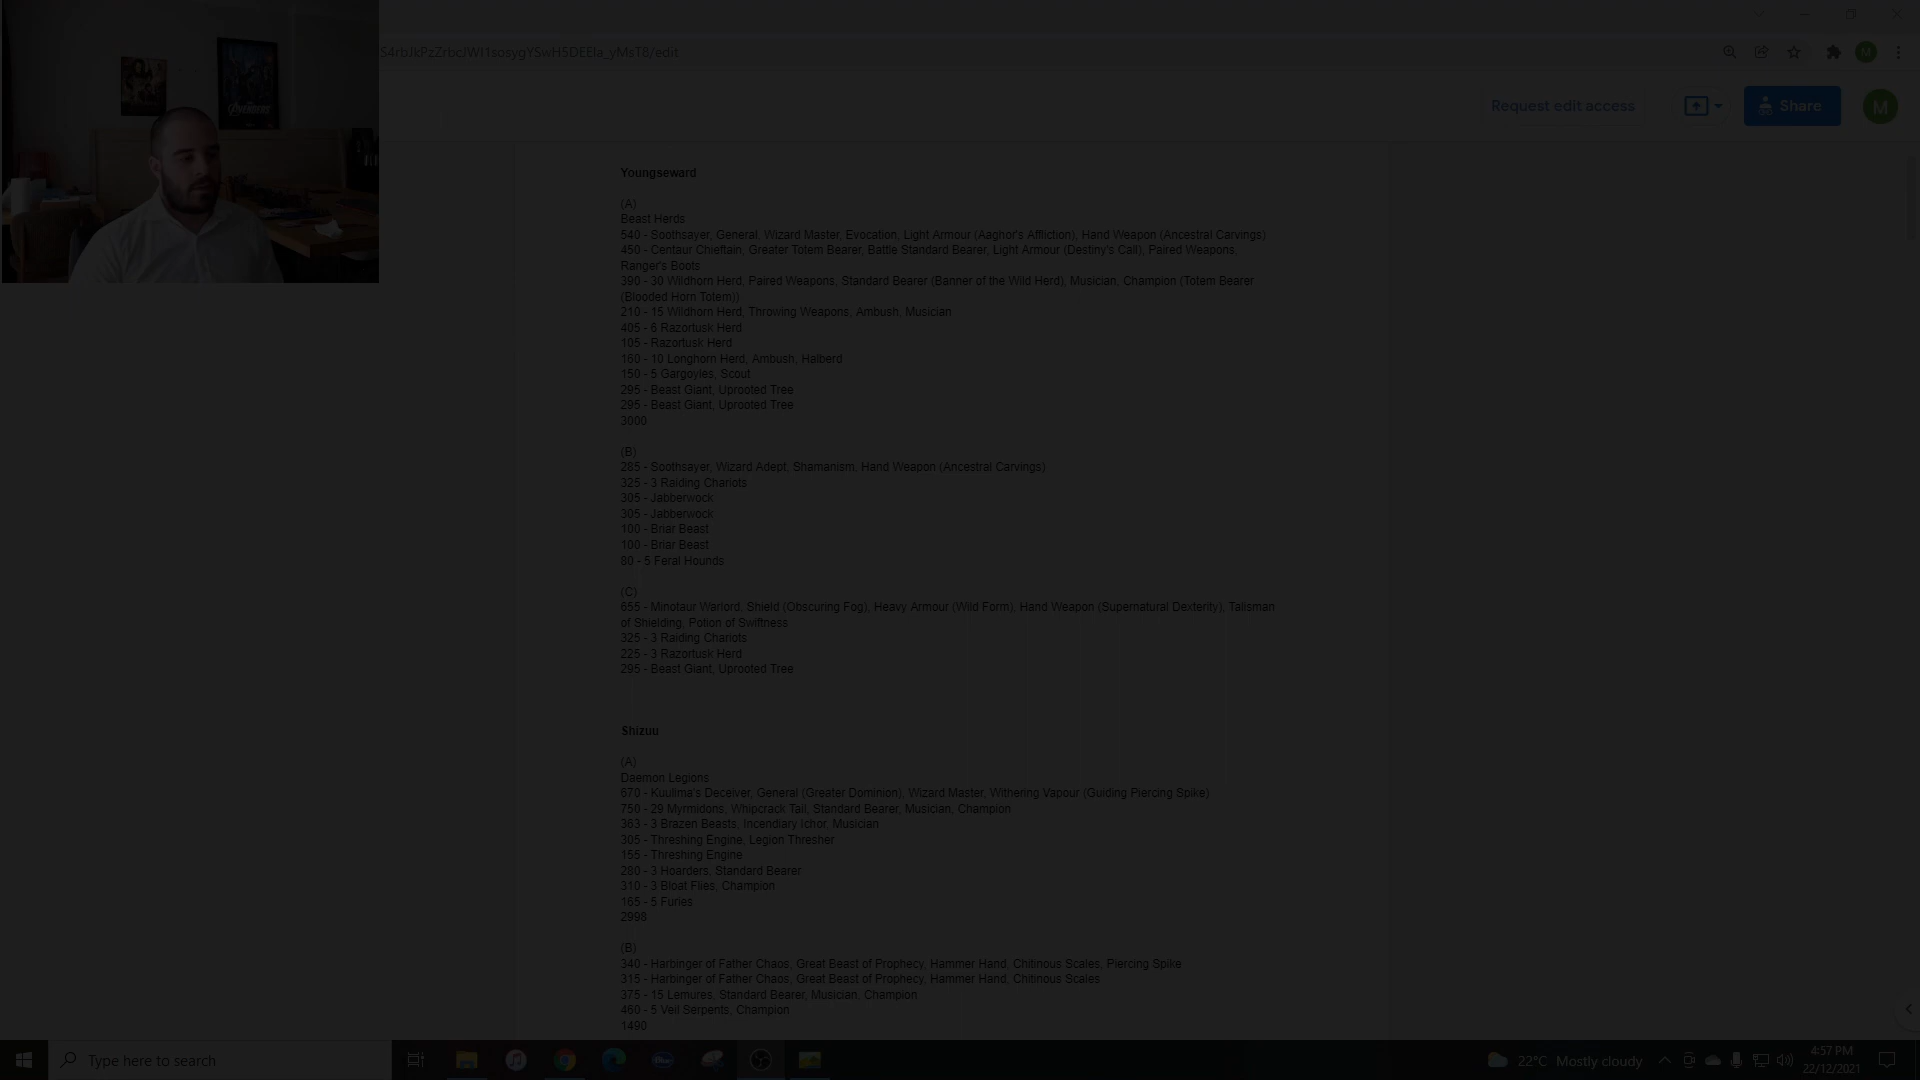 S4rbJkPzZrbcJWI1sosygYSwH5DEEla_yMsT8/edit
M
AVENGERS
Request edit access
Share
M
Youngseward
(A)
Beast Herds
540 - Soothsayer, General, Wizard Master, Evocation, Light Armour (Aaghor's Affliction), Hand Weapon (Ancestral Carvings)
450 - Centaur Chieftain, Greater Totem Bearer, Battle Standard Bearer, Light Armour (Destiny's Call), Paired Weapons,
Ranger's Boots
390 - 30 Wildhorn Herd, Paired Weapons, Standard Bearer (Banner of the Wild Herd), Musician, Champion (Totem Bearer
(Blooded Horn Totem))
210 - 15 Wildhorn Herd, Throwing Weapons, Ambush, Musician
405 - 6 Razortusk Herd
105 - Razortusk Herd
160 - 10 Longhorn Herd, Ambush, Halberd
150 - 5 Gargoyles, Scout
295 - Beast Giant, Uprooted Tree
295 - Beast Giant, Uprooted Tree
3000
(B)
285 - Soothsayer, Wizard Adept, Shamanism, Hand Weapon (Ancestral Carvings)
325 - 3 Raiding Chariots
305 - Jabberwock
305 - Jabberwock
100 - Briar Beast
100 - Briar Beast
80 - 5 Feral Hounds
(C)
655 - Minotaur Warlord, Shield (Obscuring Fog), Heavy Armour (Wild Form), Hand Weapon (Supernatural Dexterity), Talisman
of Shielding, Potion of Swiftness
325 - 3 Raiding Chariots
225 - 3 Razortusk Herd
295 - Beast Giant, Uprooted Tree
Shizuu
(A)
Daemon Legions
670 - Kuulima's Deceiver, General (Greater Dominion), Wizard Master, Withering Vapour (Guiding Piercing Spike)
750 - 29 Myrmidons, Whipcrack Tail, Standard Bearer, Musician, Champion
363 - 3 Brazen Beasts, Incendiary Ichor, Musician
305 - Threshing Engine, Legion Thresher
155 - Threshing Engine
280 - 3 Hoarders, Standard Bearer
310 - 3 Bloat Flies, Champion
165 - 5 Furies
2998
(B)
340 - Harbinger of Father Chaos, Great Beast of Prophecy, Hammer Hand, Chitinous Scales, Piercing Spike
315 - Harbinger of Father Chaos, Great Beast of Prophecy, Hammer Hand, Chitinous Scales
375 - 15 Lemures, Standard Bearer, Musician, Champion
460 - 5 Veil Serpents, Champion
1490
Type here to search
22°C Mostly cloudy
4:57 PM
22/12/2021